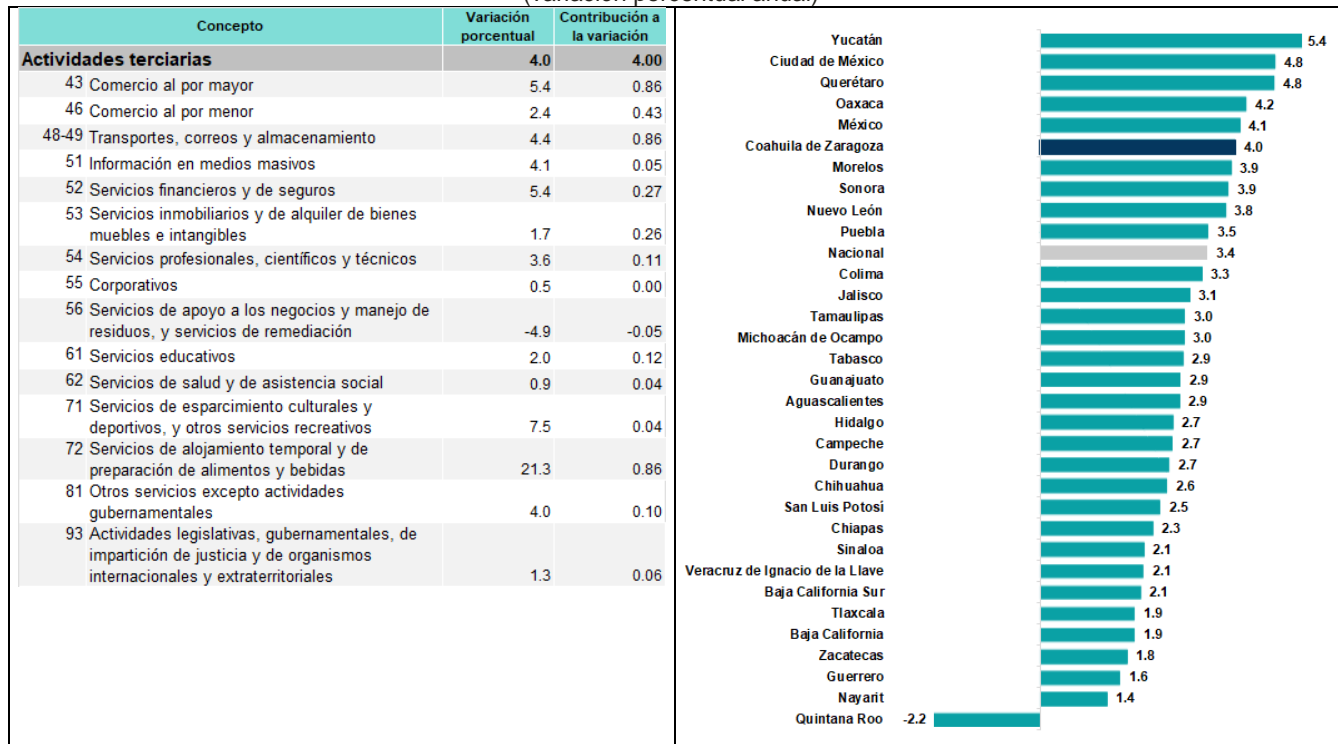 (Variación porcentual anual)
Concepto Variación porcentual Contribución a la variación
Actividades terciarias 4.0 4.00
43 Comercio al por mayor 5.4 0.86
46 Comercio al por menor 2.4 0.43
48-49 Transportes, correos y almacenamiento 4.4 0.86
51 Información en medios masivos 4.1 0.05
52 Servicios financieros y de seguros 5.4 0.27
53 Servicios inmobiliarios y de alquiler de bienes
muebles e intangibles 1.7 0.26
54 Servicios profesionales, científicos y técnicos 3.6 0.11
55 Corporativos 0.5 0.00
56 Servicios de apoyo a los negocios y manejo de
residuos, y servicios de remediación -4.9 -0.05
61 Servicios educativos 2.0 0.12
62 Servicios de salud y de asistencia social 0.9 0.04
71 Servicios de esparcimiento culturales y
deportivos, y otros servicios recreativos 7.5 0.04
72 Servicios de alojamiento temporal y de
preparación de alimentos y bebidas 21.3 0.86
81 Otros servicios excepto actividades
gubernamentales 4.0 0.10
93 Actividades legislativas, gubernamentales, de
impartición de justicia y de organismos
internacionales y extraterritoriales 1.3 0.06
Yucatán 5.4
Ciudad de México 4.8
Querétaro 4.8
Oaxaca 4.2
México 4.1
Coahuila de Zaragoza 4.0
Morelos 3.9
Sonora 3.9
Nuevo León 3.8
Puebla 3.5
Nacional 3.4
Colima 3.3
Jalisco 3.1
Tamaulipas 3.0
Michoacán de Ocampo 3.0
Tabasco 2.9
Guanajuato 2.9
Aguascalientes 2.9
Hidalgo 2.7
Campeche 2.7
Durango 2.7
Chihuahua 2.6
San Luis Potosí 2.5
Chiapas 2.3
Sinaloa 2.1
Veracruz de Ignacio de la Llave 2.1
Baja California Sur 2.1
Tlaxcala 1.9
Baja California 1.9
Zacatecas 1.8
Guerrero 1.6
Nayarit 1.4
Quintana Roo -2.2